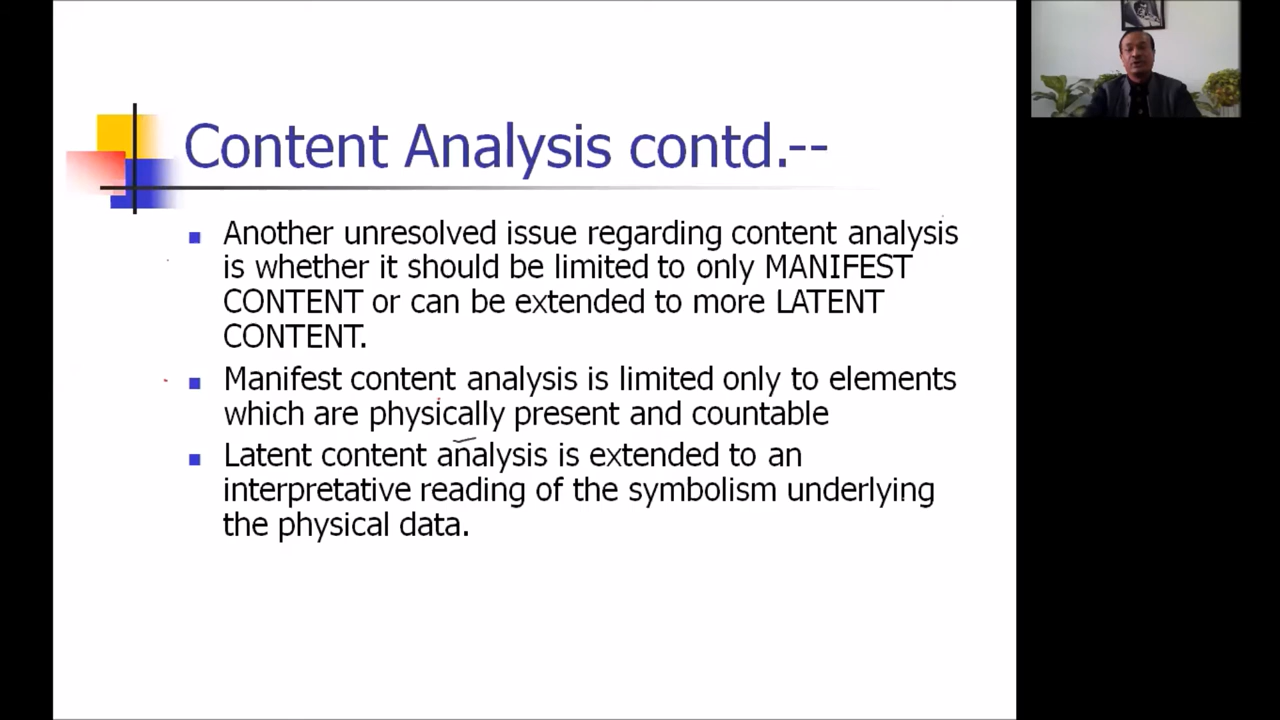 Content Analysis contd.--
Another unresolved issue regarding content analysis
is whether it should be limited to only MANIFEST
CONTENT or can be extended to more LATENT
CONTENT.
Manifest content analysis is limited only to elements
which are physically present and countable
Latent content analysis is extended to an
interpretative reading of the symbolism underlying
the physical data.